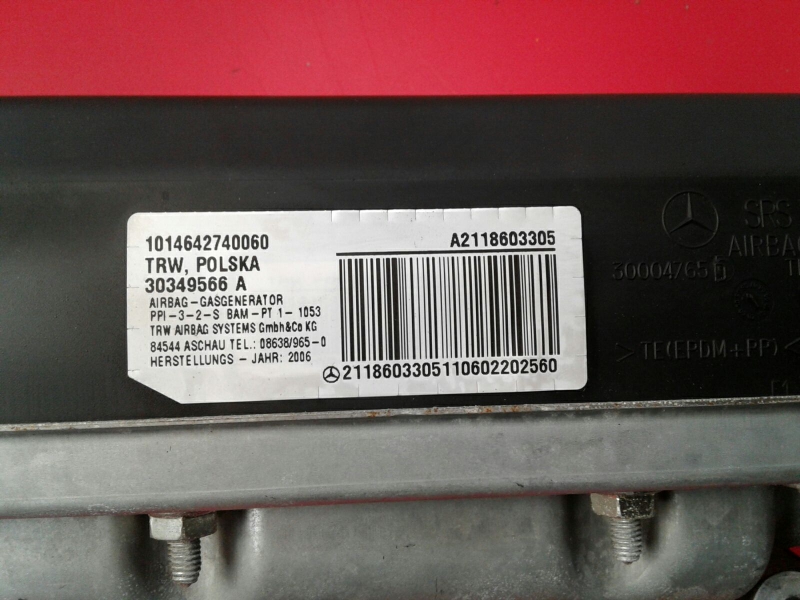 1014642740060
TRW, POLSKA
30349566 A
AIRBAG-GASGENERATOR
PPI-3-2-S BAM-PT 1- 1053
TRW AIRBAG SYSTEMS GmbH&Co KG
84544 ASCHAU TEL.: 08638/965-0
HERSTELLUNGS - JAHR: 2006
A2118603305
2118603305110602202560
SRS
AIRBAG
30004765
>TE(EPDM+PP)<